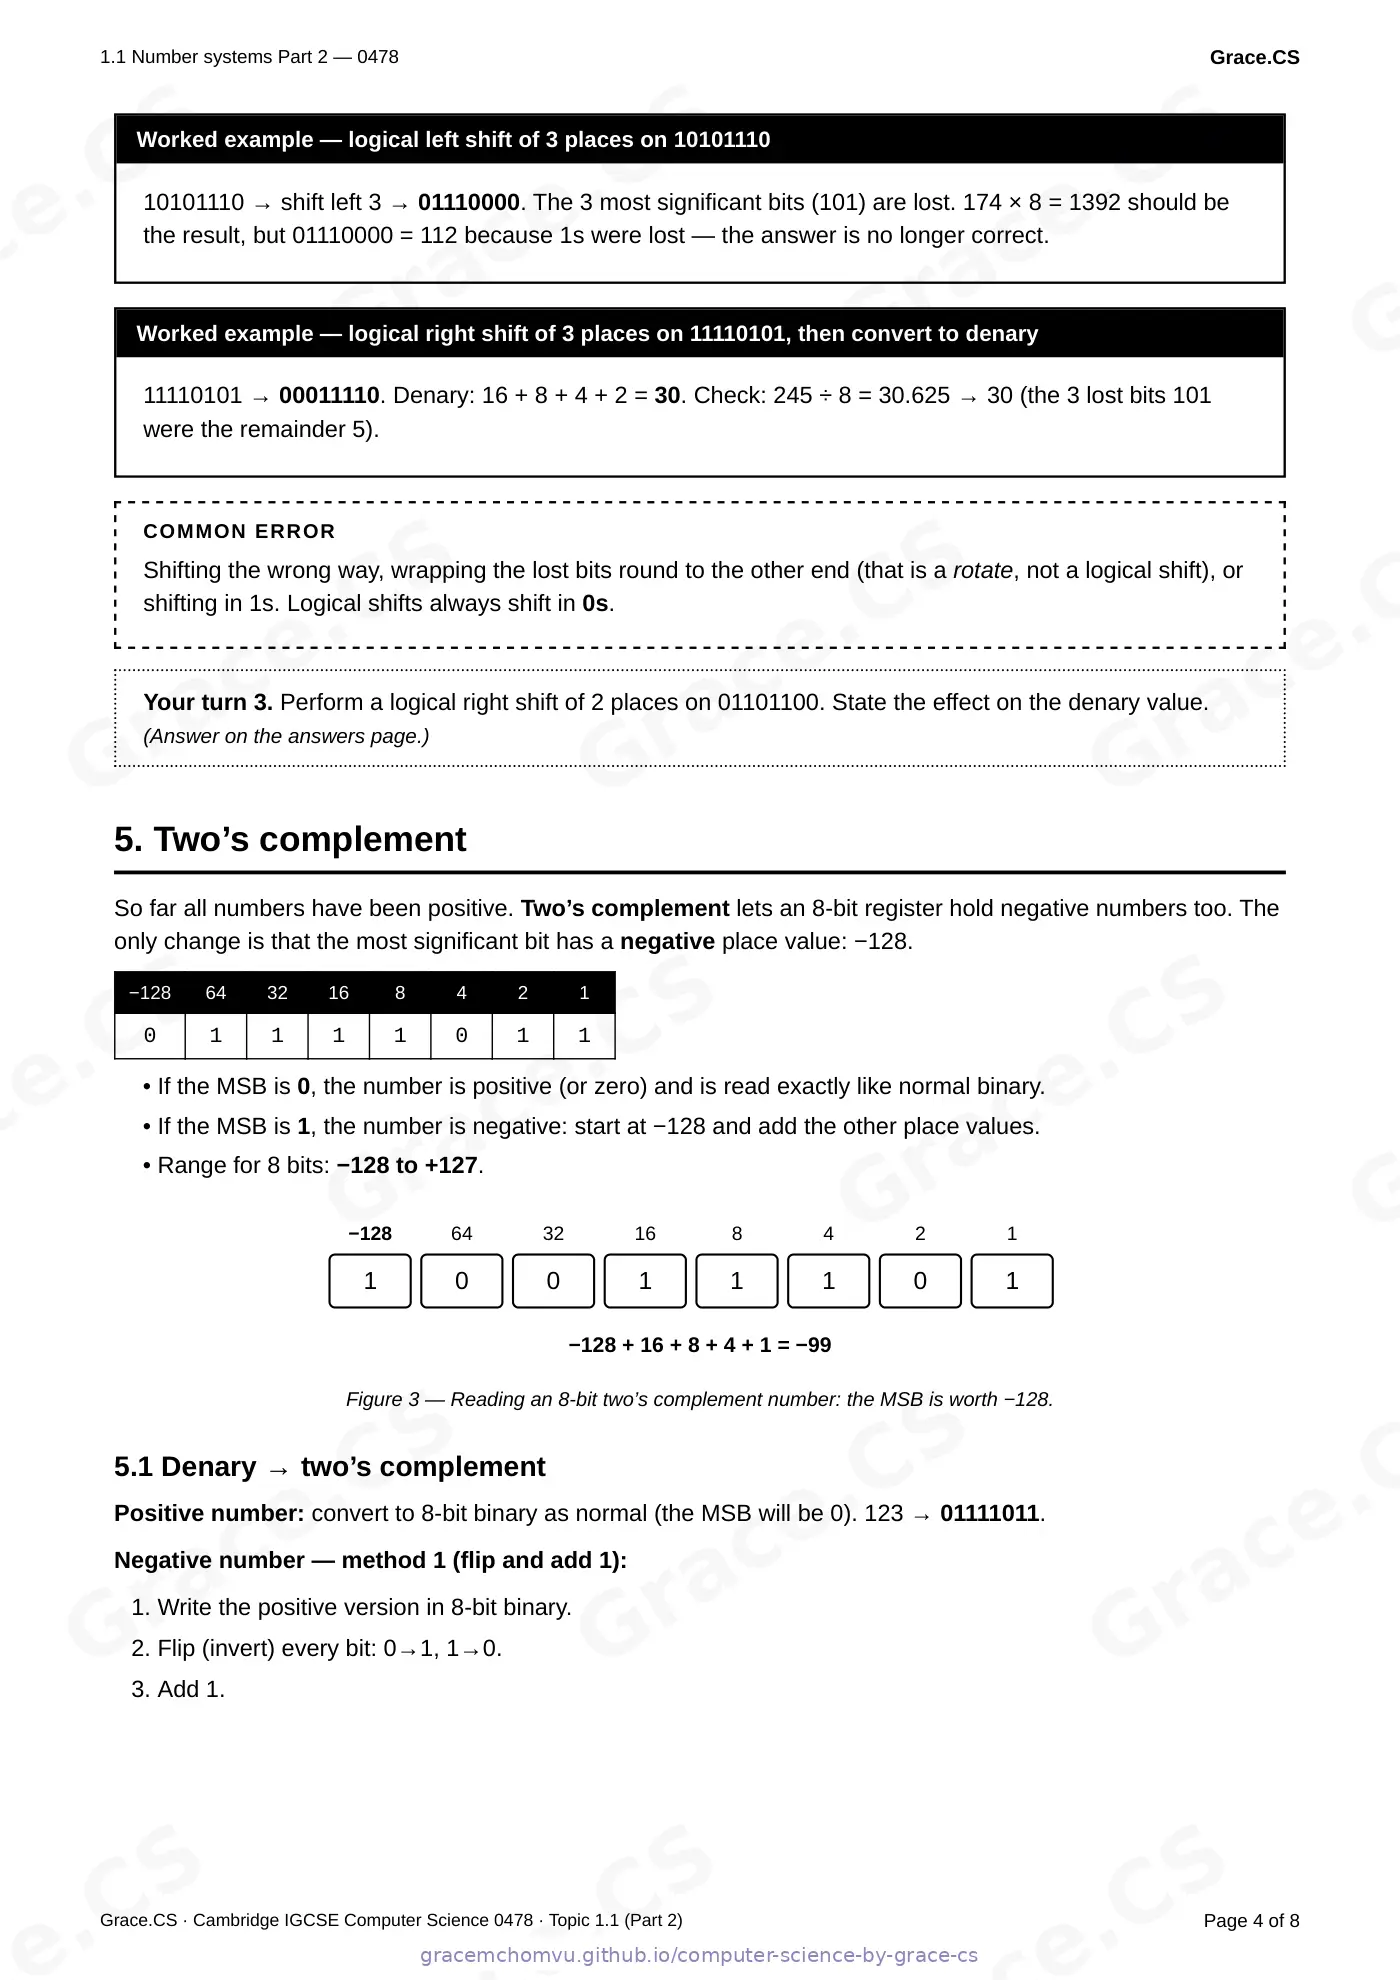 1.1 Number systems Part 2 — 0478
Grace.CS
Worked example — logical left shift of 3 places on 10101110
10101110 → shift left 3 → 01110000. The 3 most significant bits (101) are lost. 174 × 8 = 1392 should be
the result, but 01110000 = 112 because 1s were lost — the answer is no longer correct.
Worked example — logical right shift of 3 places on 11110101, then convert to denary
11110101 → 00011110. Denary: 16 + 8 + 4 + 2 = 30. Check: 245 ÷ 8 = 30.625 → 30 (the 3 lost bits 101
were the remainder 5).
COMMON ERROR
Shifting the wrong way, wrapping the lost bits round to the other end (that is a rotate, not a logical shift), or
shifting in 1s. Logical shifts always shift in 0s.
Your turn 3. Perform a logical right shift of 2 places on 01101100. State the effect on the denary value.
(Answer on the answers page.)
5. Two’s complement
So far all numbers have been positive. Two’s complement lets an 8-bit register hold negative numbers too. The
only change is that the most significant bit has a negative place value: −128.
−128 64 32 16 8 4 2 1
0 1 1 1 1 0 1 1
• If the MSB is 0, the number is positive (or zero) and is read exactly like normal binary.
• If the MSB is 1, the number is negative: start at −128 and add the other place values.
• Range for 8 bits: −128 to +127.
−128 64 32 16 8 4 2 1
1 0 0 1 1 1 0 1
−128 + 16 + 8 + 4 + 1 = −99
Figure 3 — Reading an 8-bit two’s complement number: the MSB is worth −128.
5.1 Denary → two’s complement
Positive number: convert to 8-bit binary as normal (the MSB will be 0). 123 → 01111011.
Negative number — method 1 (flip and add 1):
1. Write the positive version in 8-bit binary.
2. Flip (invert) every bit: 0→1, 1→0.
3. Add 1.
Grace.CS · Cambridge IGCSE Computer Science 0478 · Topic 1.1 (Part 2)
Page 4 of 8
gracemchomvu.github.io/computer-science-by-grace-cs